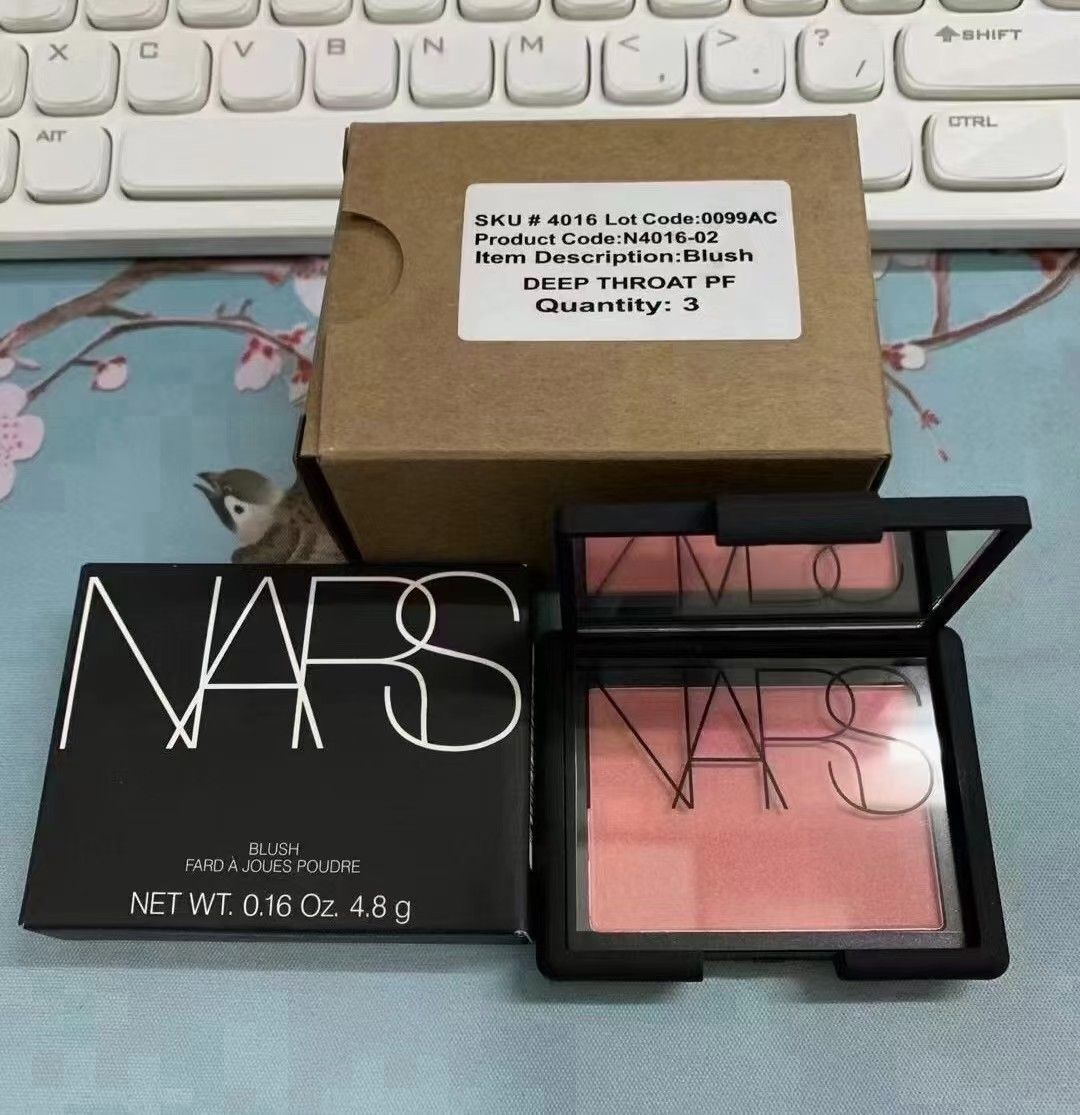 X C V B N M < , > . ? / SHIFT
AlT CTRL
SKU # 4016 Lot Code:0099AC
Product Code:N4016-02
Item Description:Blush
DEEP THROAT PF
Quantity: 3
NARS
BLUSH
FARD À JOUES POUDRE
NET WT. 0.16 Oz. 4.8 g
NARS